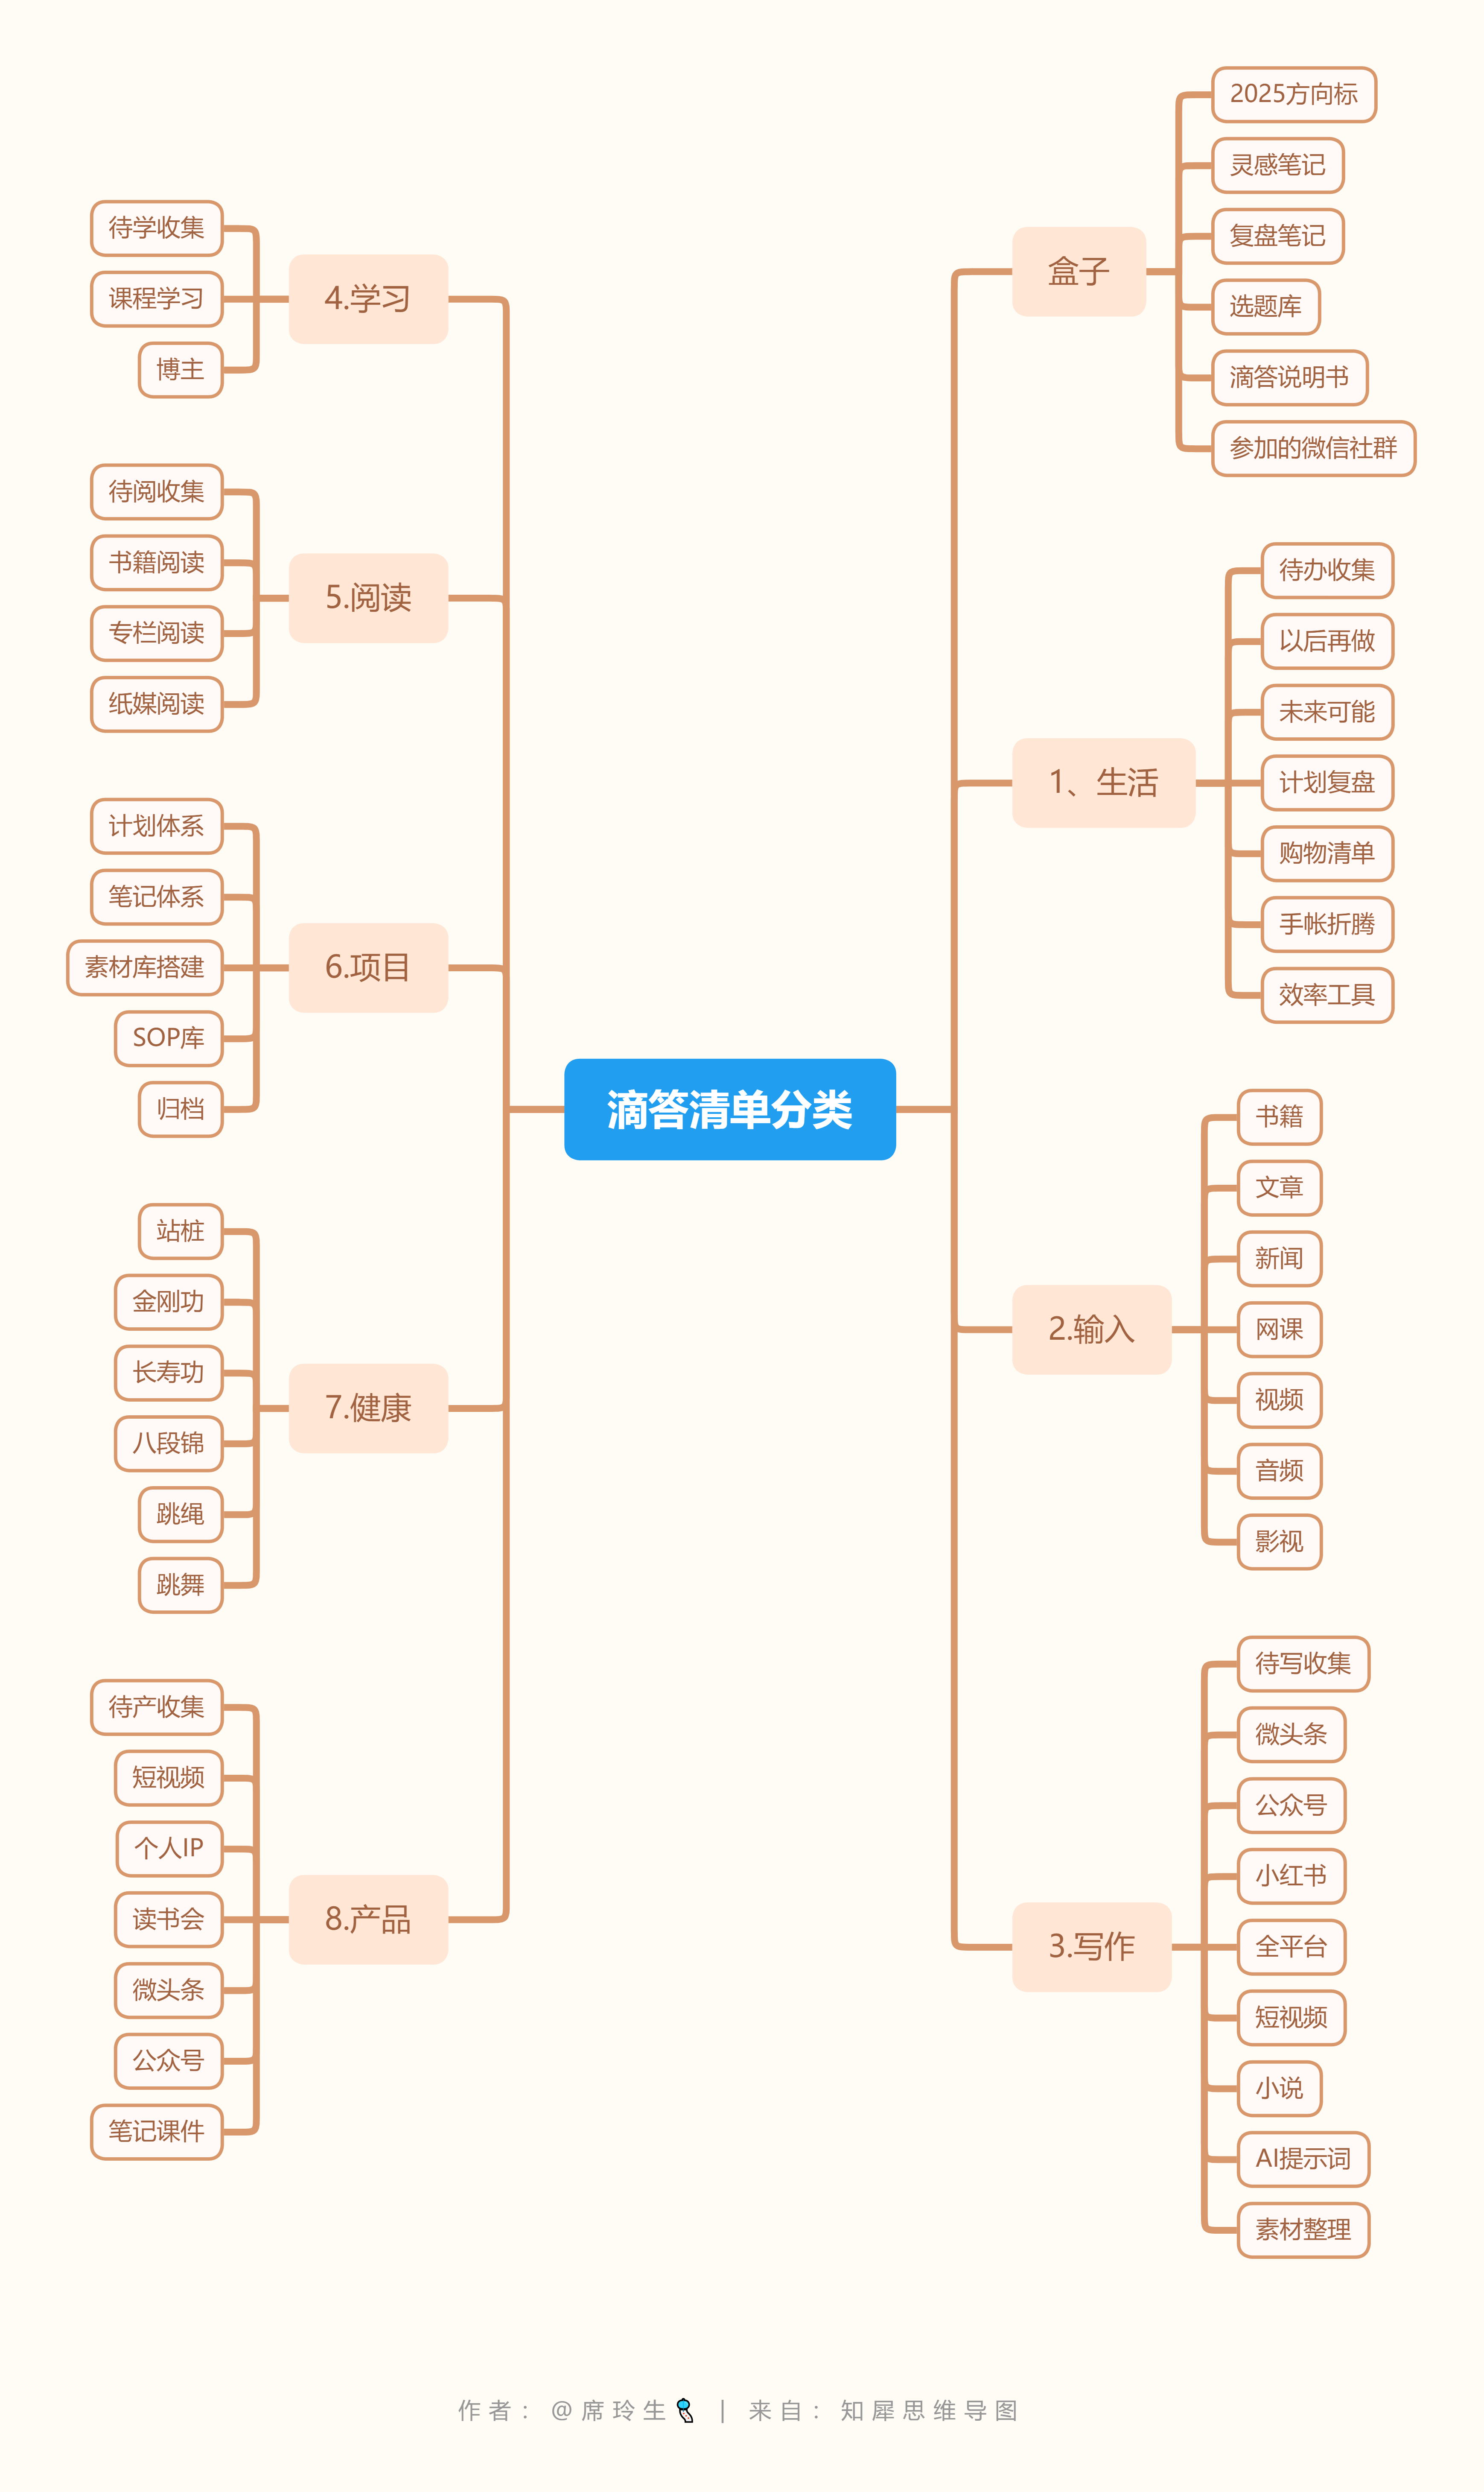 滴答清单分类
盒子
2025方向标
灵感笔记
复盘笔记
选题库
滴答说明书
参加的微信社群
1、生活
待办收集
以后再做
未来可能
计划复盘
购物清单
手帐折腾
效率工具
2.输入
书籍
文章
新闻
网课
视频
音频
影视
3.写作
待写收集
微头条
公众号
小红书
全平台
短视频
小说
AI提示词
素材整理
4.学习
待学收集
课程学习
博主
5.阅读
待阅收集
书籍阅读
专栏阅读
纸媒阅读
6.项目
计划体系
笔记体系
素材库搭建
SOP库
归档
7.健康
站桩
金刚功
长寿功
八段锦
跳绳
跳舞
8.产品
待产收集
短视频
个人IP
读书会
微头条
公众号
笔记课件
作者：@席玲生 | 来自：知犀思维导图